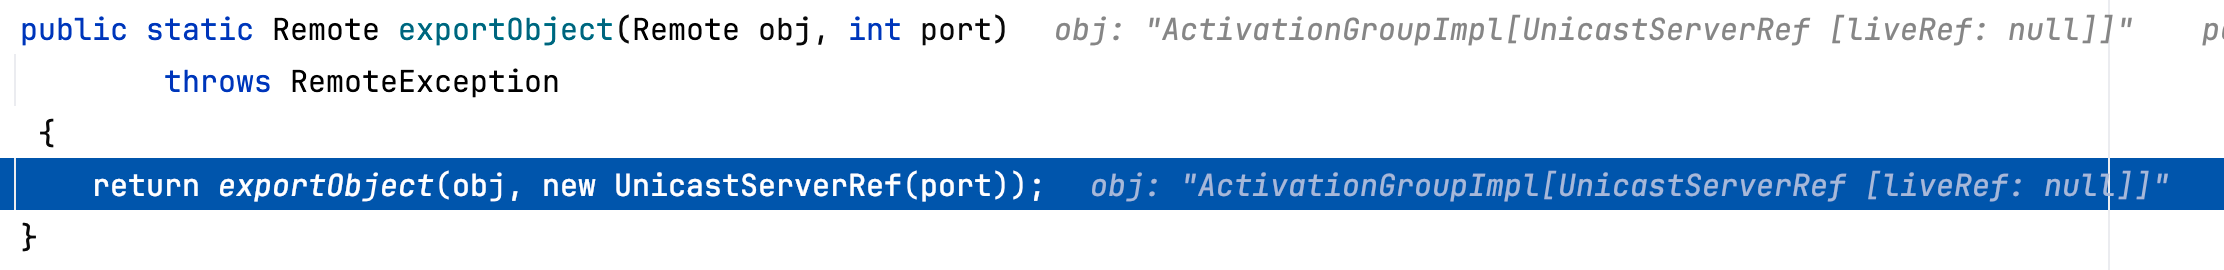 public static Remote exportObject(Remote obj, int port)   obj: "ActivationGroupImpl[UnicastServerRef [liveRef: null]]"
throws RemoteException
{
return exportObject(obj, new UnicastServerRef(port));   obj: "ActivationGroupImpl[UnicastServerRef [liveRef: null]]"
}